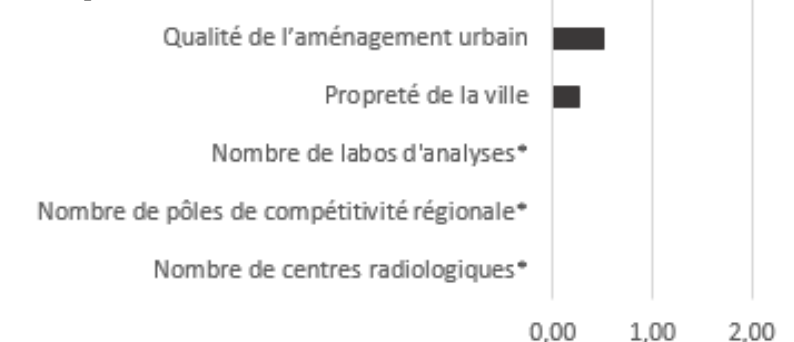 Qualité de l’aménagement urbain
Propreté de la ville
Nombre de labos d'analyses*
Nombre de pôles de compétitivité régionale*
Nombre de centres radiologiques*
0,00 1,00 2,00